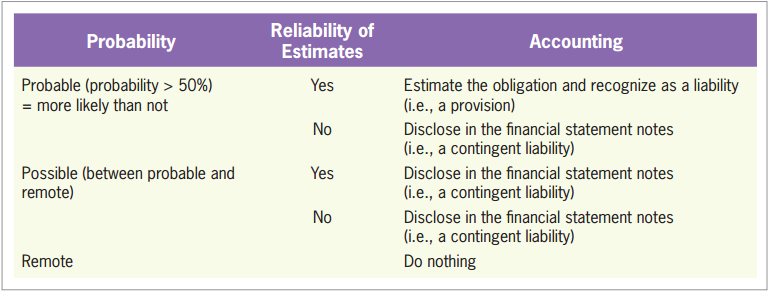 Probability
Reliability of
Estimates
Accounting
Probable (probability > 50%)
= more likely than not
Yes
Estimate the obligation and recognize as a liability
(i.e., a provision)
No
Disclose in the financial statement notes
(i.e., a contingent liability)
Possible (between probable and
remote)
Yes
Disclose in the financial statement notes
(i.e., a contingent liability)
No
Disclose in the financial statement notes
(i.e., a contingent liability)
Remote
Do nothing